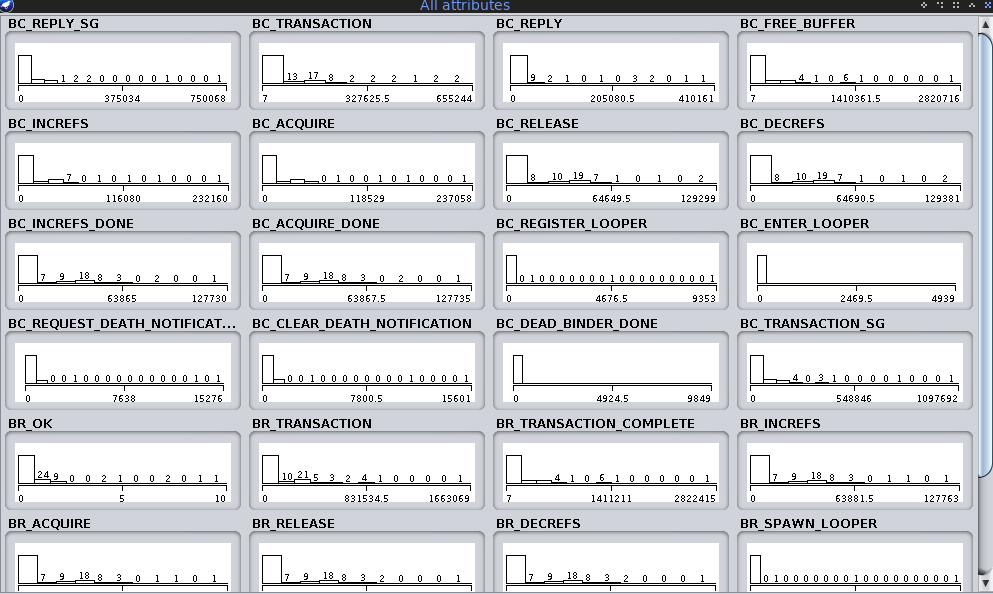 All attributes
BC_REPLY_SG BC_TRANSACTION BC_REPLY BC_FREE_BUFFER
1 2 2 0 0 0 0 0 1 0 0 0 1 13 17 8 2 2 2 1 2 2 9 2 1 0 1 0 3 2 0 1 1 4 1 0 6 1 0 0 0 0 0 1
0 375034 750068 7 327625.5 655244 0 205080.5 410161 7 1410361.5 2820716
BC_INCREFS BC_ACQUIRE BC_RELEASE BC_DECREFS
7 0 1 0 1 0 1 0 0 0 1 0 1 0 1 0 1 0 0 0 1 8 10 19 7 1 0 1 0 2 8 10 19 7 1 0 1 0 2
0 116080 232160 0 118529 237058 0 64649.5 129299 0 64690.5 129381
BC_INCREFS_DONE BC_ACQUIRE_DONE BC_REGISTER_LOOPER BC_ENTER_LOOPER
7 9 18 8 3 0 2 0 0 1 7 9 18 8 3 0 2 0 0 1 0 1 0 0 0 0 0 0 1 0 0 0 0 0 0 0 1
0 63865 127730 0 63867.5 127735 0 4676.5 9353 0 2469.5 4939
BC_REQUEST_DEATH_NOTIFICAT... BC_CLEAR_DEATH_NOTIFICATION BC_DEAD_BINDER_DONE BC_TRANSACTION_SG
0 0 1 0 0 0 0 0 0 0 0 0 0 1 0 1 0 0 1 0 0 0 0 0 0 0 0 1 0 0 0 0 1 4 0 3 1 0 0 0 0 1 0 0 0 1
0 7638 15276 0 7800.5 15601 0 4924.5 9849 0 548846 1097692
BR_OK BR_TRANSACTION BR_TRANSACTION_COMPLETE BR_INCREFS
24 9 0 0 2 1 0 0 2 0 1 1 10 21 5 3 2 4 1 0 0 0 1 4 1 0 6 1 0 0 0 0 1 1 7 9 18 8 3 0 1 1 0 1
0 5 10 0 831534.5 1663069 7 1411211 2822415 0 63881.5 127763
BR_ACQUIRE BR_RELEASE BR_DECREFS BR_SPAWN_LOOPER
7 9 18 8 3 0 1 1 0 1 7 9 18 8 3 2 0 0 0 1 7 9 18 8 3 2 0 0 0 1 0 1 0 0 0 0 0 0 1 0 0 0 0 0 0 0 0 1